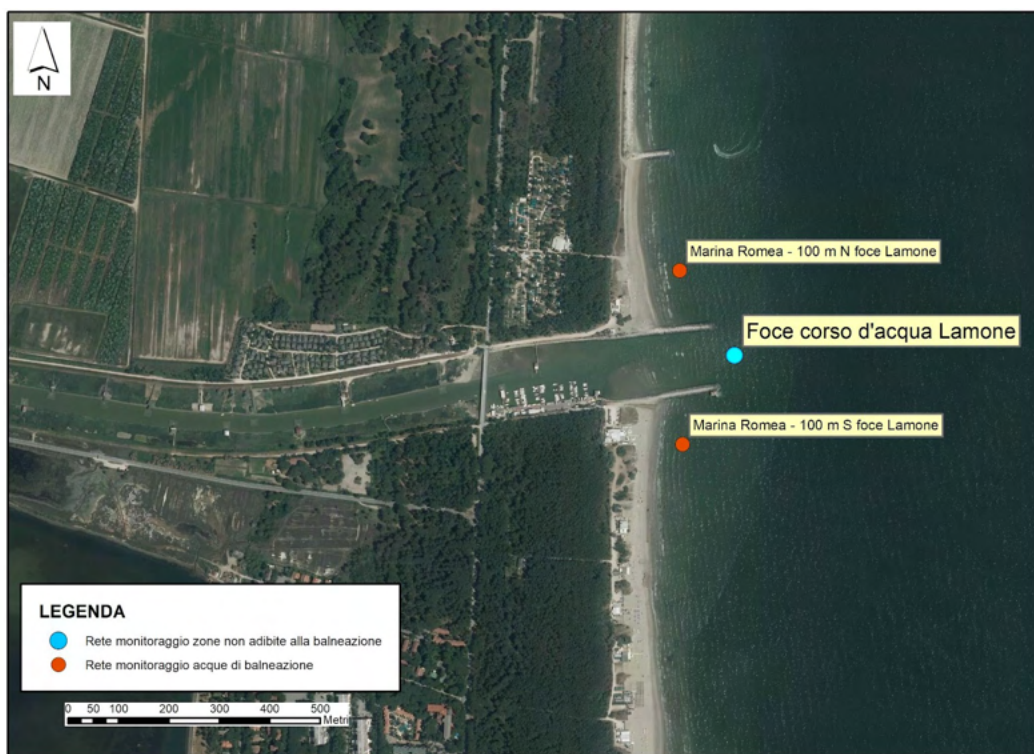 N
Marina Romea - 100 m N foce Lamone
Foce corso d'acqua Lamone
Marina Romea - 100 m S foce Lamone
LEGENDA
Rete monitoraggio zone non adibite alla balneazione
Rete monitoraggio acque di balneazione
0 50 100 200 300 400 500
Metri